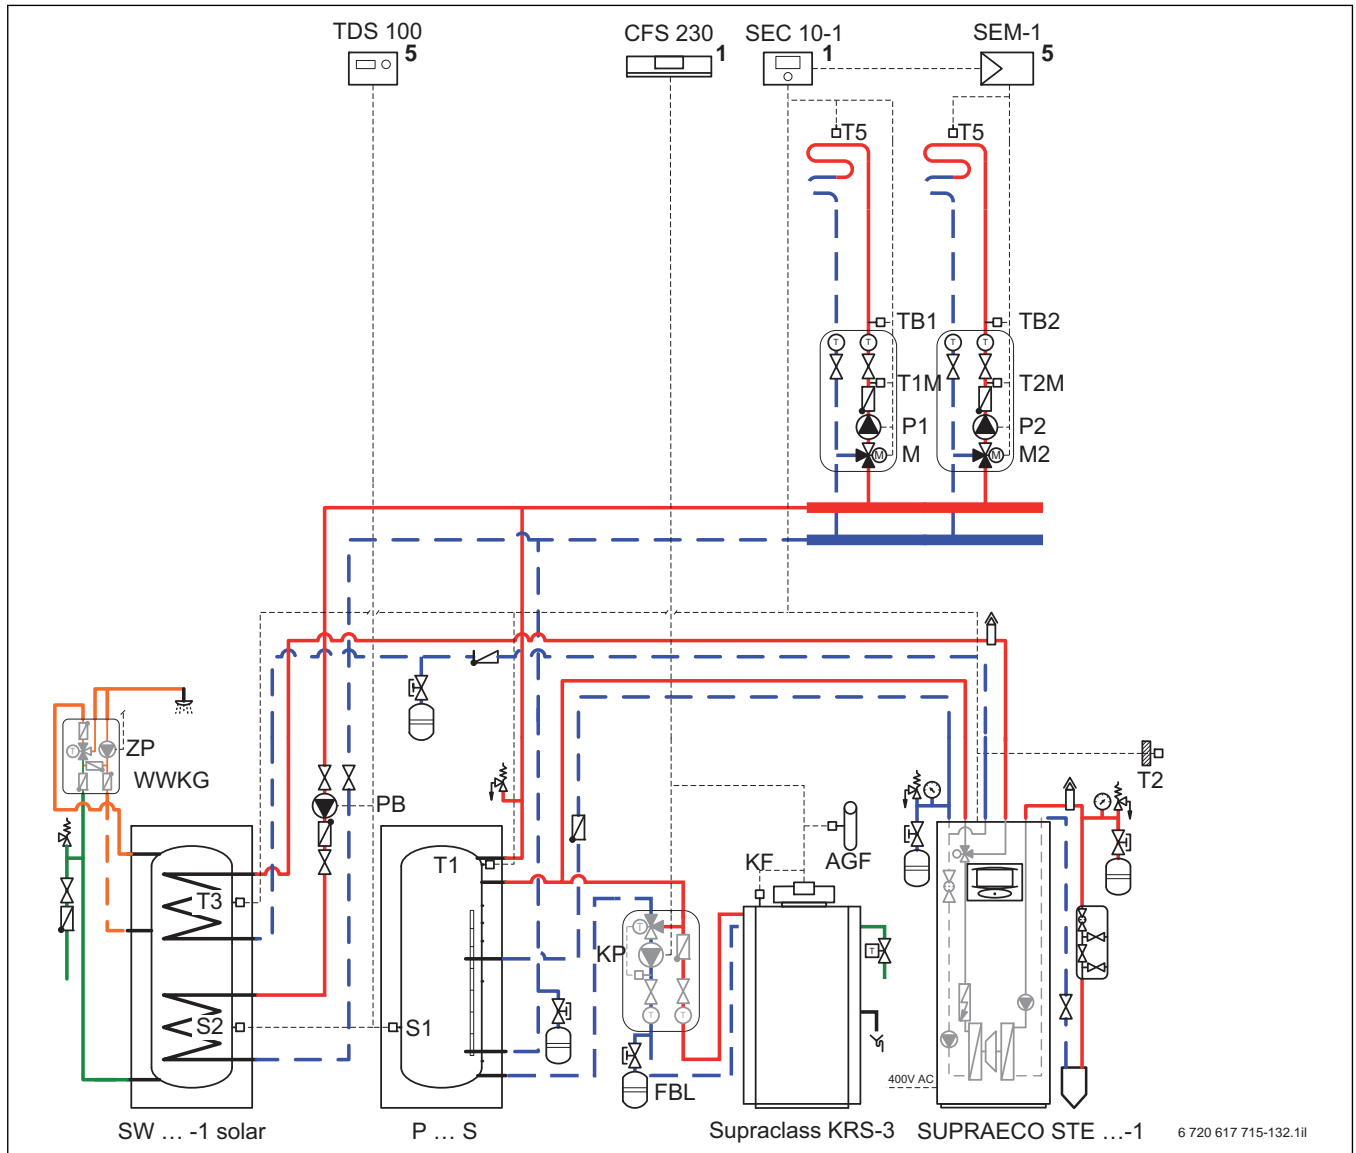 TDS 100
5
CFS 230
1
SEC 10-1
1
SEM-1
5
T5
T5
TB1
TB2
T
T
T
T
T1M
T2M
P1
P2
M
M
M
M2
ZP
T
WWKG
PB
T2
T1
KF
AGF
T3
T
KP
T
S2
S1
T
T
400V AC
FBL
SW ... -1 solar
P ... S
Supraclass KRS-3
SUPRAECO STE ...-1
6 720 617 715-132.1il